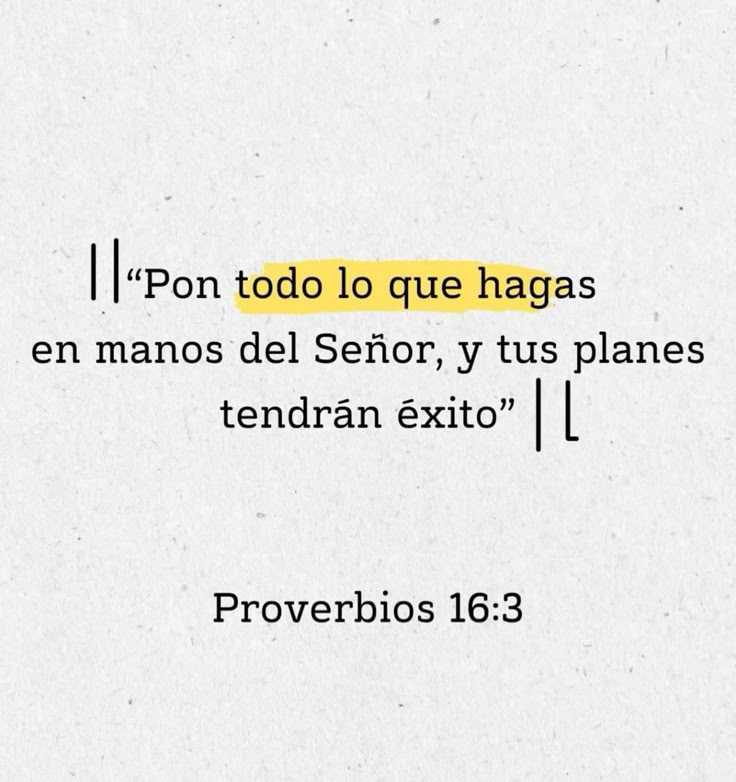 “Pon todo lo que hagas
en manos del Señor, y tus planes
tendrán éxito”
Proverbios 16:3